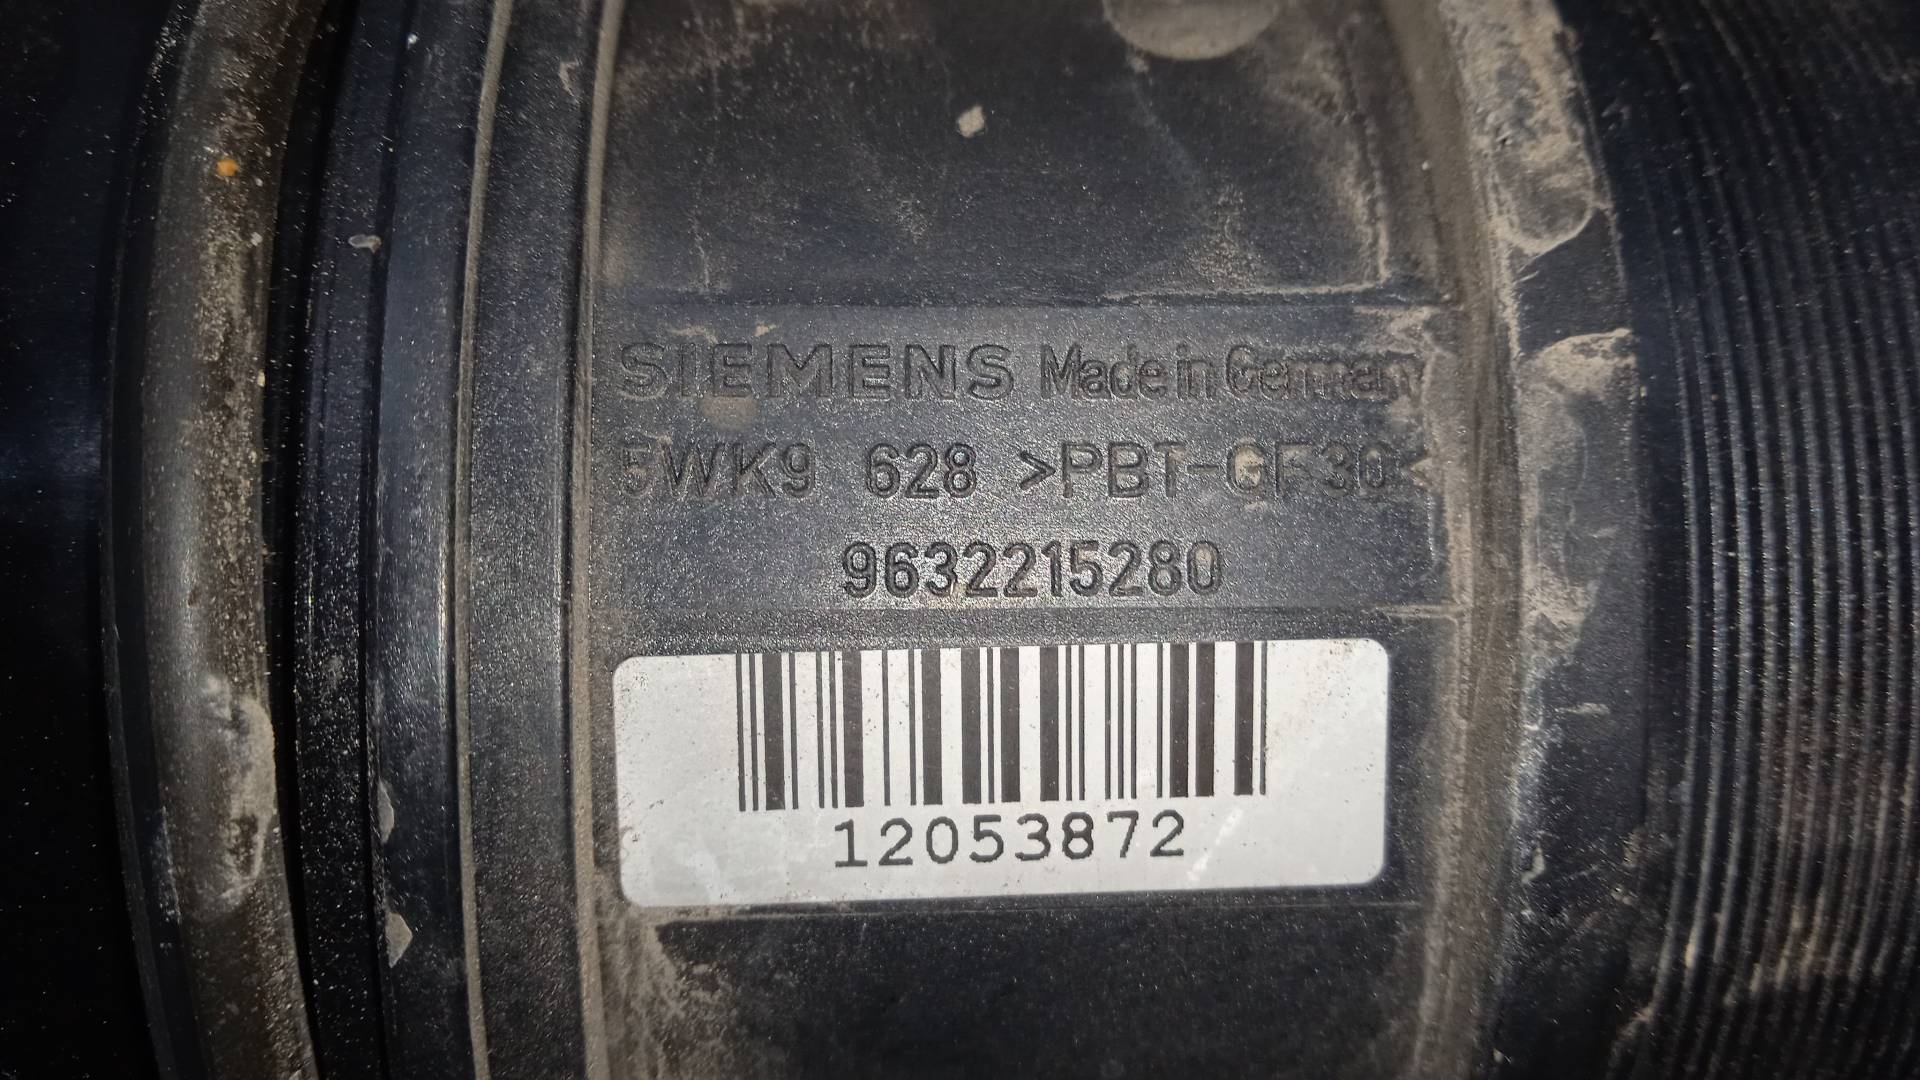 SIEMENS Made in Germany
5WK9 628 >PBT-GF30<
9632215280
12053872